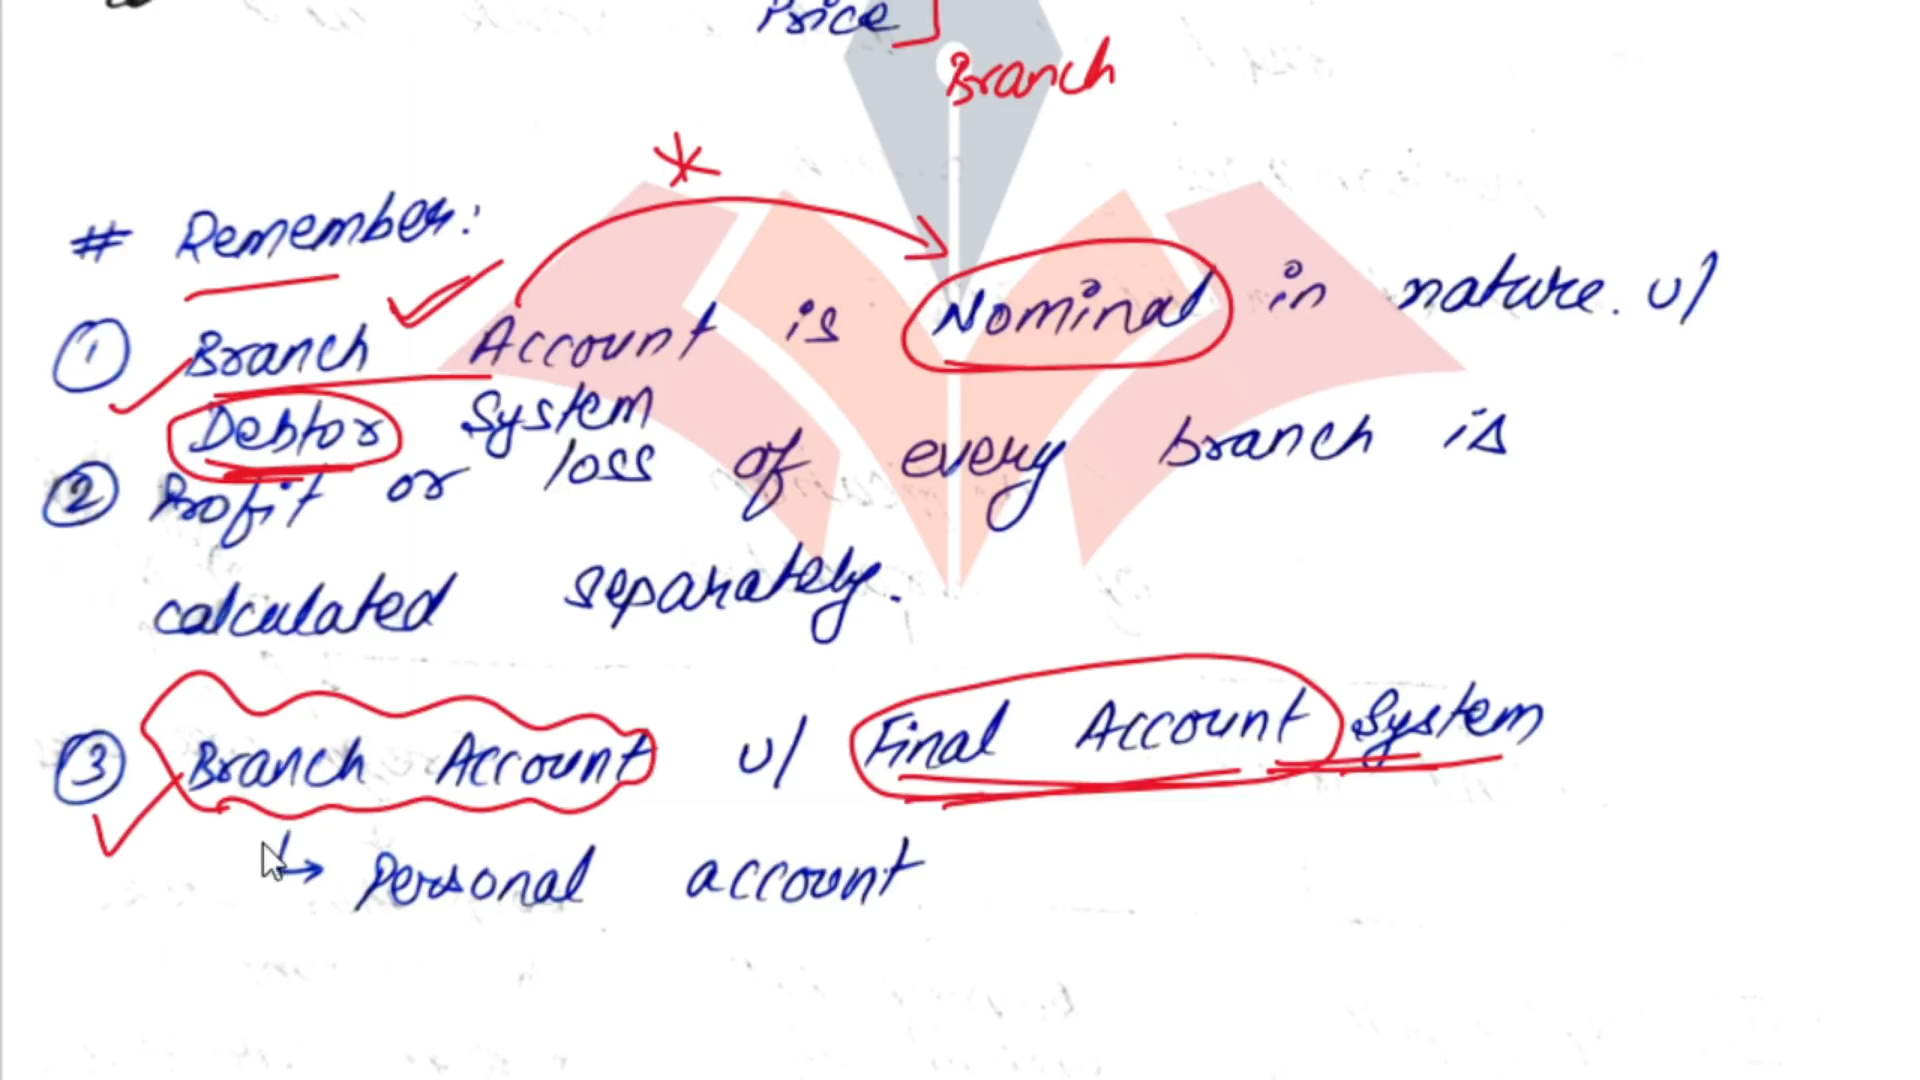 Price
Branch
# Remember:
① Branch Account is Nominal in nature. u/
Debtor System
② Profit or loss of every branch is
calculated separately.
③ Branch Account u/ Final Account System
↳ Personal account